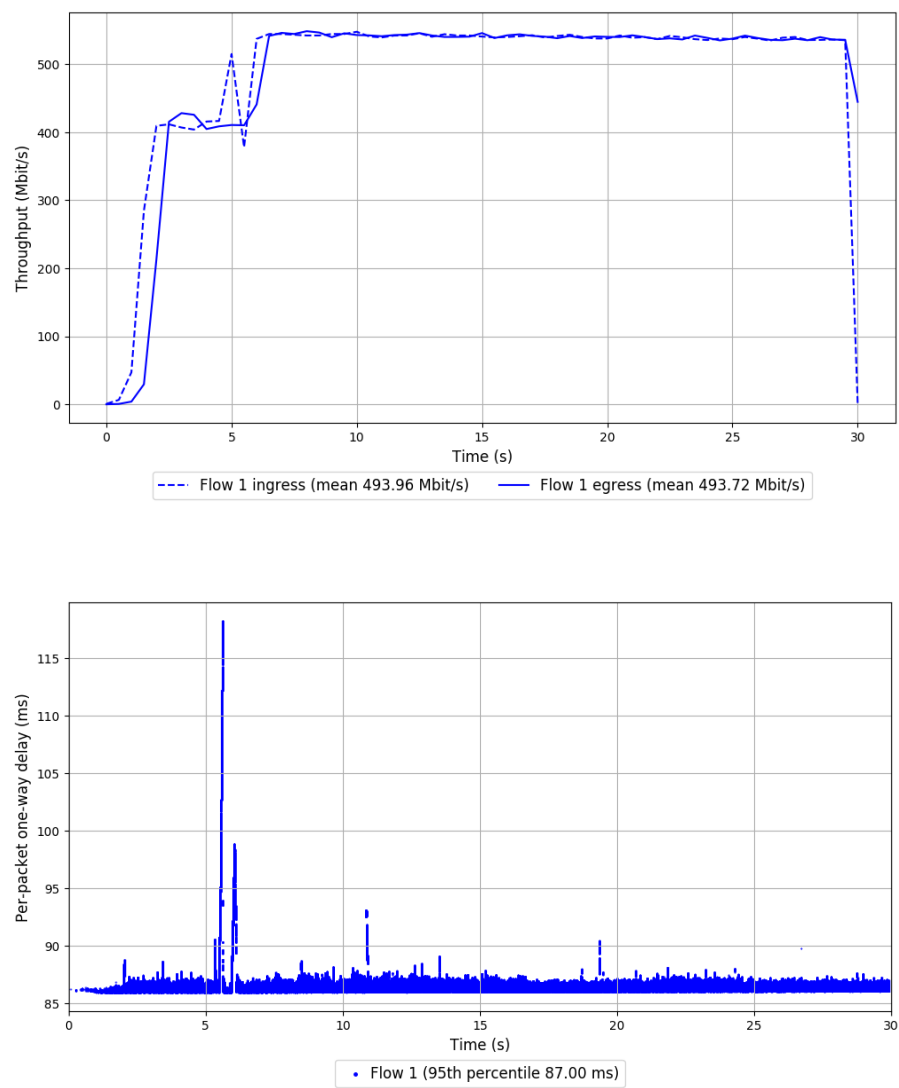 500
400
300
200
100
0
Throughput (Mbit/s)
0 5 10 15 20 25 30
Time (s)
Flow 1 ingress (mean 493.96 Mbit/s) Flow 1 egress (mean 493.72 Mbit/s)
115
110
105
100
95
90
85
Per-packet one-way delay (ms)
0 5 10 15 20 25 30
Time (s)
Flow 1 (95th percentile 87.00 ms)